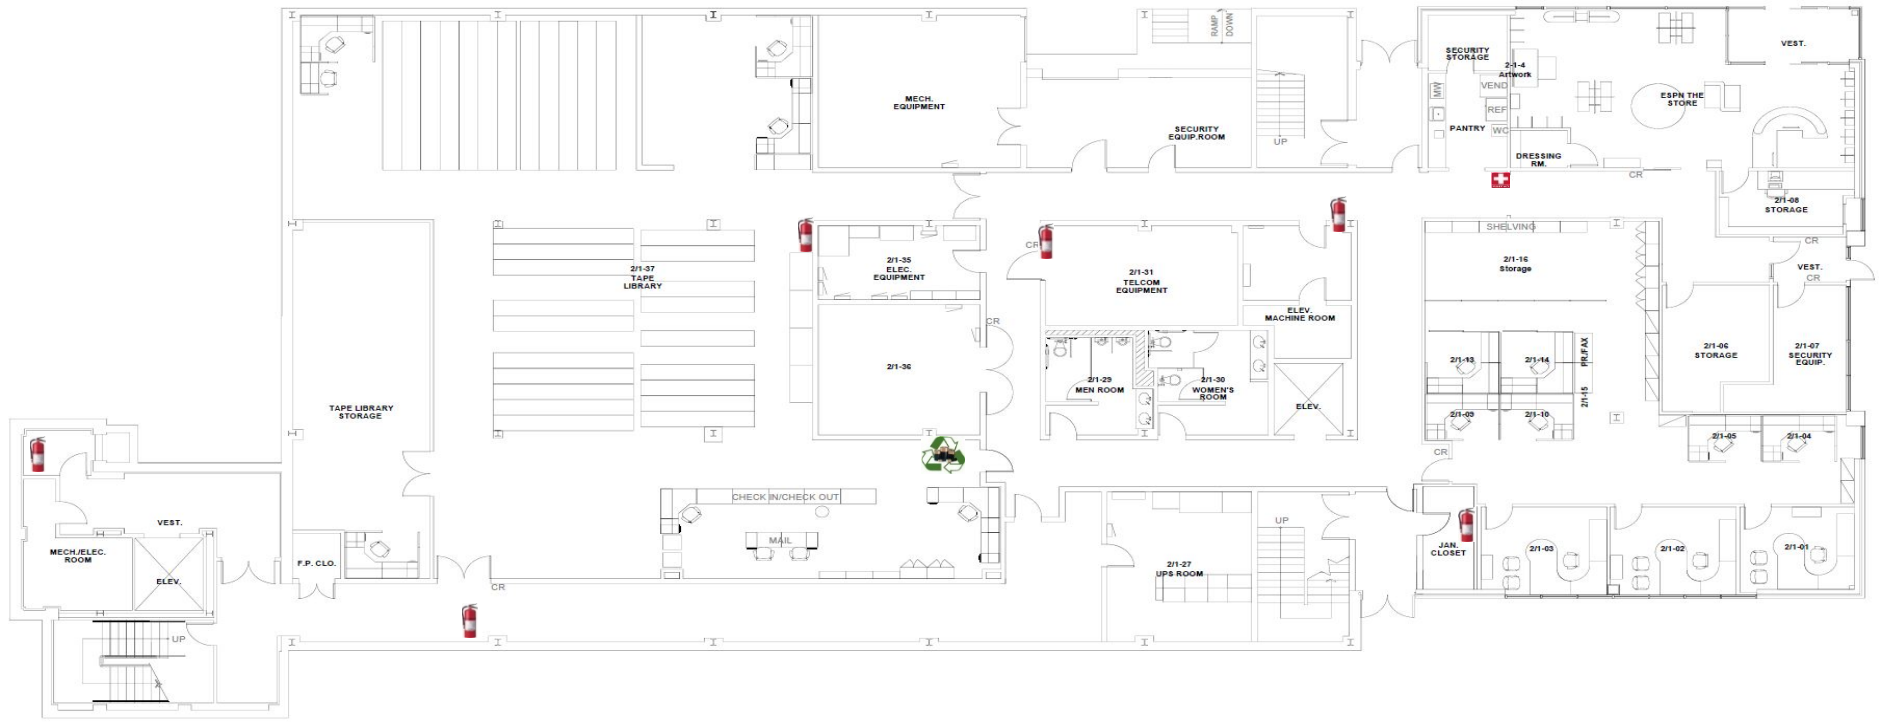 RAMP
DOWN
SECURITY
STORAGE
2-1-4
Artwork
VEST.
MECH.
EQUIPMENT
MW
VEND
REF
WC
ESPN THE
STORE
SECURITY
EQUIP.ROOM
UP
PANTRY
DRESSING
RM.
CR
2/1-08
STORAGE
SHELVING
CR
CR
2/1-35
ELEC.
EQUIPMENT
2/1-37
TAPE
LIBRARY
2/1-31
TELCOM
EQUIPMENT
2/1-16
Storage
VEST.
CR
ELEV.
MACHINE ROOM
CR
2/1-36
2/1-13
2/1-14
PR/FAX
2/1-15
2/1-06
STORAGE
2/1-07
SECURITY
EQUIP.
2/1-29
MEN ROOM
2/1-30
WOMEN'S
ROOM
ELEV.
TAPE LIBRARY
STORAGE
2/1-09
2/1-10
2/1-05
2/1-04
CR
CHECK IN/CHECK OUT
VEST.
UP
MAIL
MECH./ELEC.
ROOM
JAN.
CLOSET
2/1-03
2/1-02
2/1-01
F.P. CLO.
ELEV.
2/1-27
UPS ROOM
CR
UP